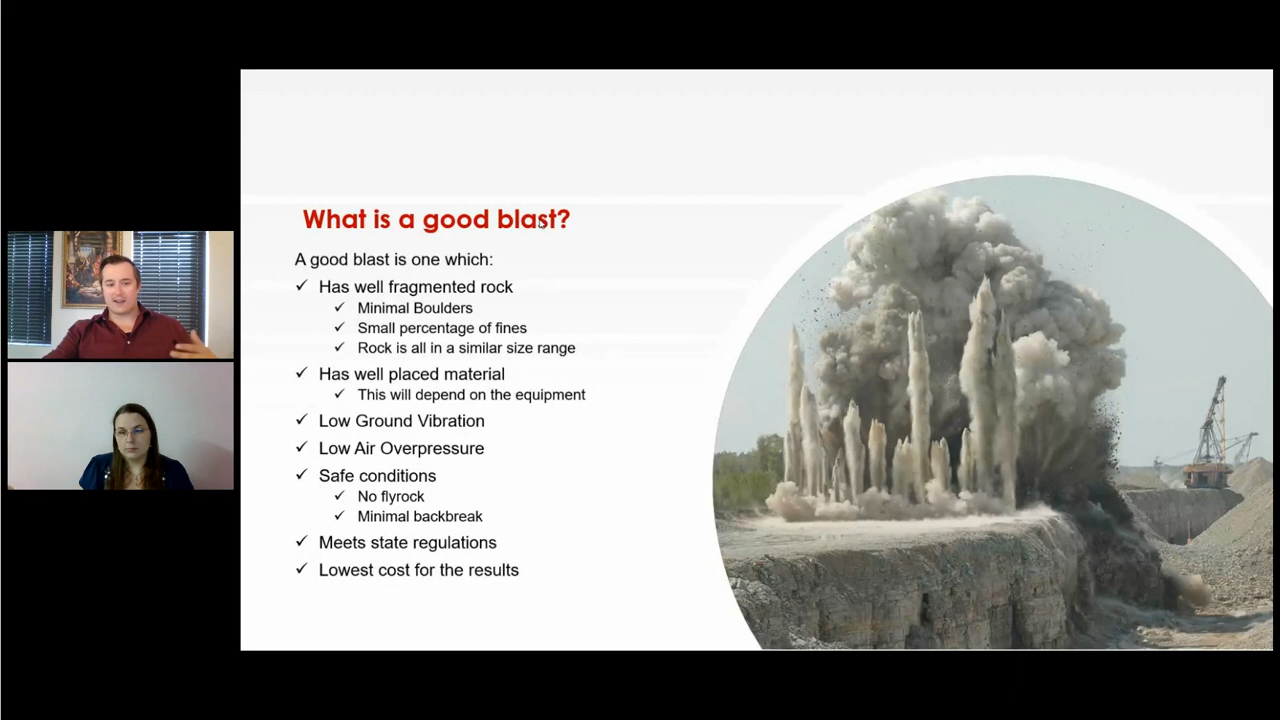 What is a good blast?
A good blast is one which:
✓ Has well fragmented rock
✓ Minimal Boulders
✓ Small percentage of fines
✓ Rock is all in a similar size range
✓ Has well placed material
✓ This will depend on the equipment
✓ Low Ground Vibration
✓ Low Air Overpressure
✓ Safe conditions
✓ No flyrock
✓ Minimal backbreak
✓ Meets state regulations
✓ Lowest cost for the results